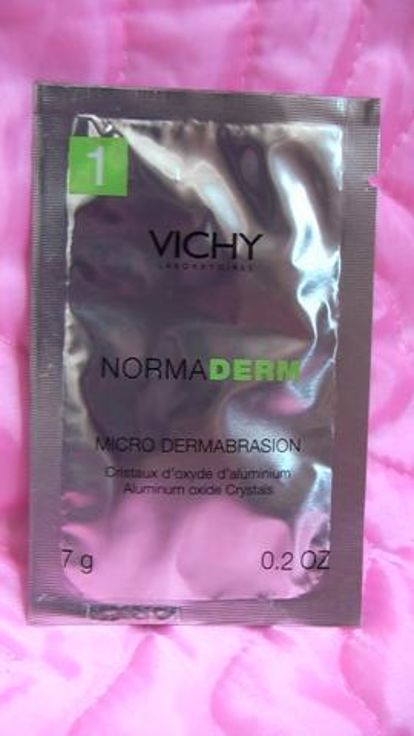 1
VICHY
LABORATOIRES
NORMADERM
MICRO DERMABRASION
Cristaux d'oxyde d'aluminium
Aluminum oxide Crystals
7 g 0.2 OZ